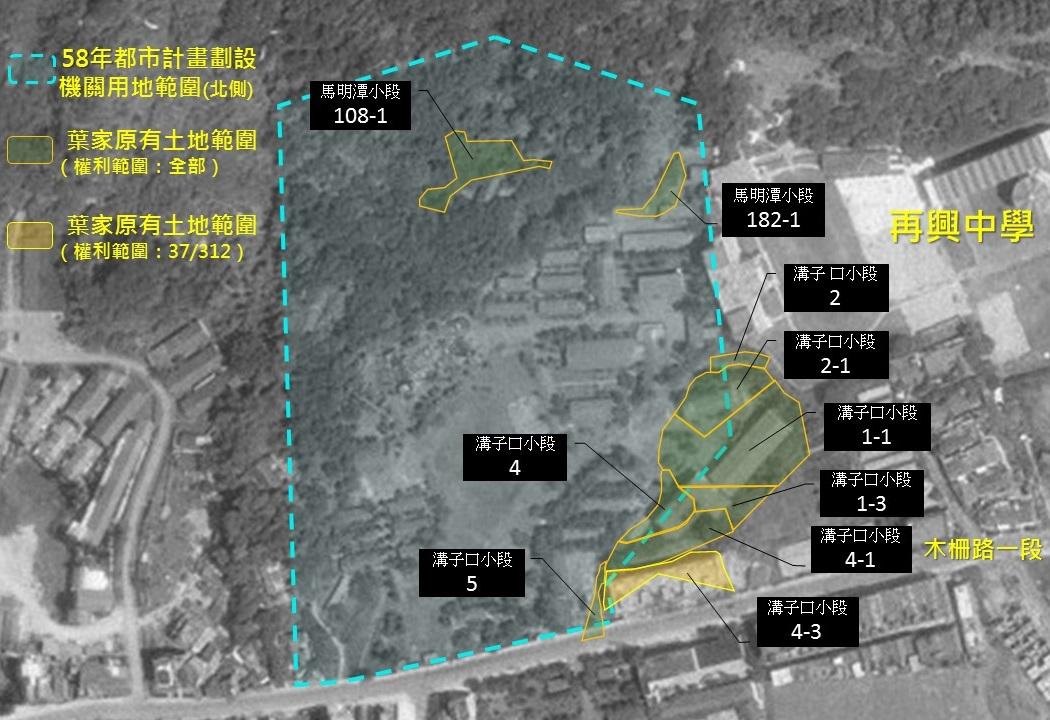 58年都市計畫劃設
機關用地範圍(北側)
葉家原有土地範圍
(權利範圍：全部)
葉家原有土地範圍
(權利範圍：37/312)
馬明潭小段
108-1
馬明潭小段
182-1
再興中學
溝子口小段
2
溝子口小段
2-1
溝子口小段
1-1
溝子口小段
4
溝子口小段
1-3
溝子口小段
4-1
木柵路一段
溝子口小段
5
溝子口小段
4-3